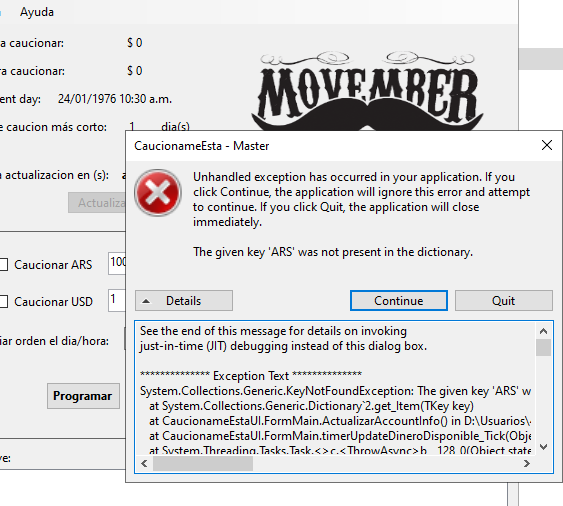 Ayuda
a caucionar: $ 0
ra caucionar: $ 0
ent day: 24/01/1976 10:30 a.m.
e caucion más corto: 1 dia(s)
MOVEMBER
CaucionameEsta - Master
Unhandled exception has occurred in your application. If you
click Continue, the application will ignore this error and attempt
to continue. If you click Quit, the application will close
immediately.
The given key 'ARS' was not present in the dictionary.
a actualizacion en (s): a
Actualiza
Caucionar ARS 100
Details Continue Quit
Caucionar USD 1
iar orden el dia/hora:
See the end of this message for details on invoking
just-in-time (JIT) debugging instead of this dialog box.
************** Exception Text **************
System.Collections.Generic.KeyNotFoundException: The given key 'ARS' w
at System.Collections.Generic.Dictionary`2.get_Item(TKey key)
at CaucionameEstaUI.FormMain.ActualizarAccountInfo() in D:\Usuarios\
at CaucionameEstaUI.FormMain.timerUpdateDineroDisponible_Tick(Obje
at System.Threading.Tasks.Task.<>c.<ThrowAsync>b__128_0(Object state
Programar
ve: